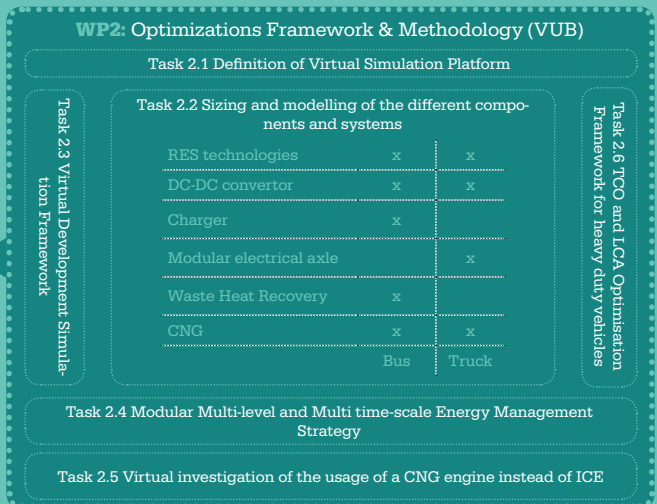 WP2: Optimizations Framework & Methodology (VUB)
Task 2.1 Definition of Virtual Simulation Platform
Task 2.3 Virtual Development Simula-
tion Framework
Task 2.2 Sizing and modelling of the different compo-
nents and systems
RES technologies x x
DC-DC convertor x x
Charger x
Modular electrical axle x
Waste Heat Recovery x
CNG x x
Bus Truck
Task 2.6 TCO and LCA Optimisation
Framework for heavy duty vehicles
Task 2.4 Modular Multi-level and Multi time-scale Energy Management
Strategy
Task 2.5 Virtual investigation of the usage of a CNG engine instead of ICE